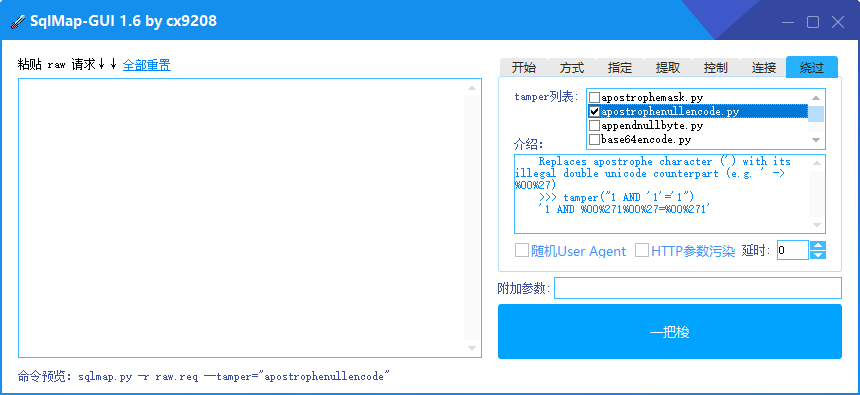 SqlMap-GUI 1.6 by cx9208
粘贴 raw 请求↓↓ 全部重置
开始 方式 指定 提取 控制 连接 绕过
tamper列表:
apostrophemask.py
apostrophenullencode.py
appendnullbyte.py
base64encode.py
介绍:
Replaces apostrophe character (') with its
illegal double unicode counterpart (e.g. ' ->
%00%27)
>>> tamper("1 AND '1'='1")
'1 AND %00%271%00%27=%00%271'
随机User Agent HTTP参数污染 延时: 0
附加参数:
一把梭
命令预览: sqlmap.py -r raw.req --tamper="apostrophenullencode"